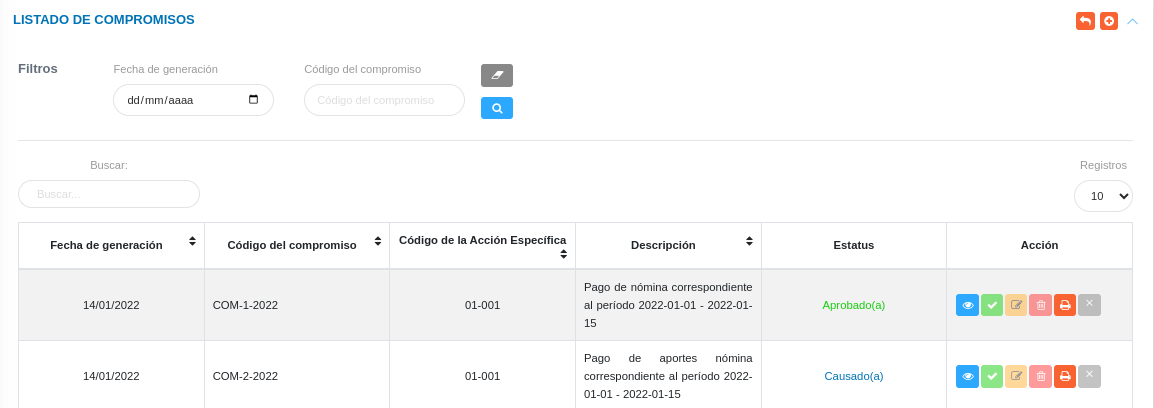 LISTADO DE COMPROMISOS
Filtros
Fecha de generación
Código del compromiso
dd/mm/aaaa
Código del compromiso
Buscar:
Registros
Buscar...
10
Fecha de generación
Código del compromiso
Código de la Acción Específica
Descripción
Estatus
Acción
14/01/2022
COM-1-2022
01-001
Pago de nómina correspondiente
al período 2022-01-01 - 2022-01-
15
Aprobado(a)
14/01/2022
COM-2-2022
01-001
Pago de aportes nómina
correspondiente al período 2022-
01-01 - 2022-01-15
Causado(a)